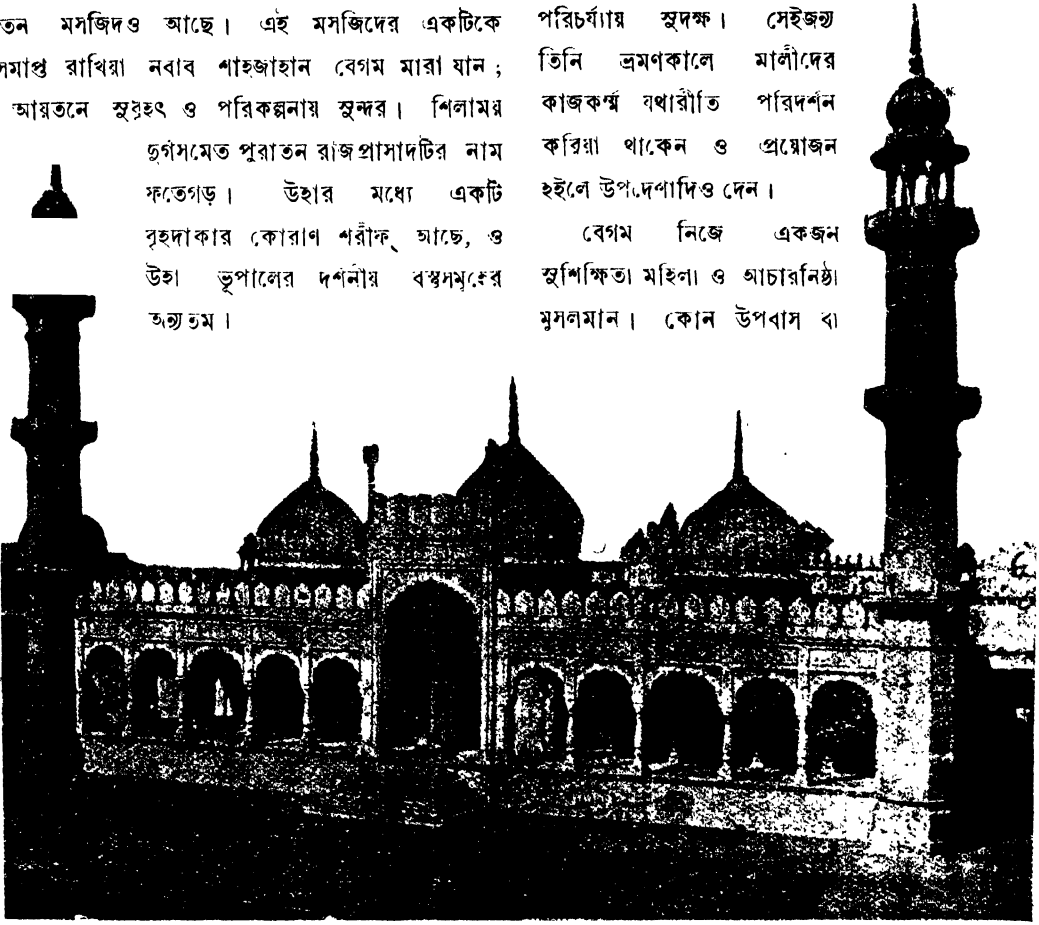 তন মসজিদও আছে। এই মসজিদের একটিকে
সমাপ্ত রাখিয়া নবাব শাহজাহান বেগম মারা যান;
আয়তনে সুবৃহৎ ও পরিকল্পনায় সুন্দর। শিলাময়
দুর্গসমেত পুরাতন রাজপ্রাসাদটির নাম
ফতেগড়। উহার মধ্যে একটি
বৃহদাকার কোরাণ শরীফ্ আছে, ও
উহা ভূপালের দর্শনীয় বস্তুসমূহের
অন্যতম।
পরিচর্য্যায় সুদক্ষ। সেইজন্য
তিনি ভ্রমণকালে মালীদের
কাজকর্ম্ম যথারীতি পরিদর্শন
করিয়া থাকেন ও প্রয়োজন
হইলে উপদেশাদিও দেন।
বেগম নিজে একজন
সুশিক্ষিতা মহিলা ও আচারনিষ্ঠা
মুসলমান। কোন উপবাস বা